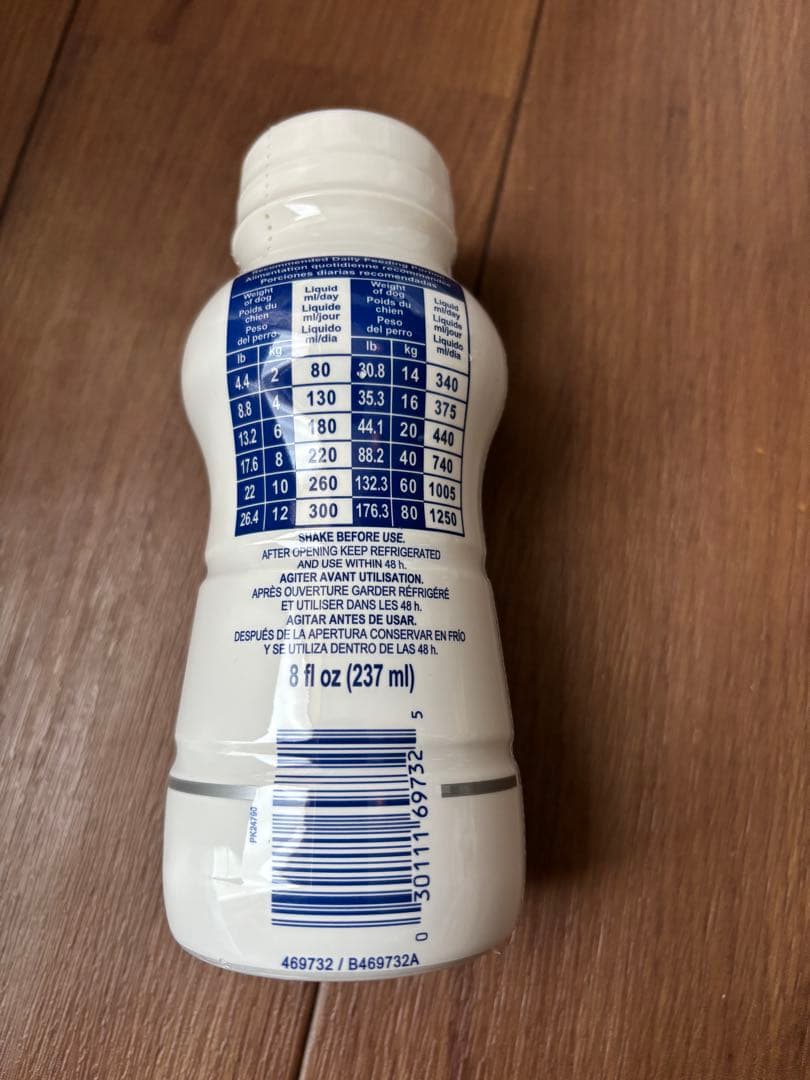 Recommended Daily Feeding Portions
Alimentation quotidienne recommandée
Porciones diarias recomendadas
Weight of dog Poids du chien Peso del perro Liquid ml/day Liquide ml/jour Liquido ml/dia Weight of dog Poids du chien Peso del perro Liquid ml/day Liquide ml/jour Liquido ml/dia
lb kg lb kg
4.4 2 80 30.8 14 340
8.8 4 130 35.3 16 375
13.2 6 180 44.1 20 440
17.6 8 220 88.2 40 740
22 10 260 132.3 60 1005
26.4 12 300 176.3 80 1250
SHAKE BEFORE USE.
AFTER OPENING KEEP REFRIGERATED
AND USE WITHIN 48 h.
AGITER AVANT UTILISATION.
APRÈS OUVERTURE GARDER RÉFRIGÉRÉ
ET UTILISER DANS LES 48 h.
AGITAR ANTES DE USAR.
DESPUÉS DE LA APERTURA CONSERVAR EN FRÍO
Y SE UTILIZA DENTRO DE LAS 48 h.
8 fl oz (237 ml)
PK24790
0 30111 69732 5
469732 / B469732A